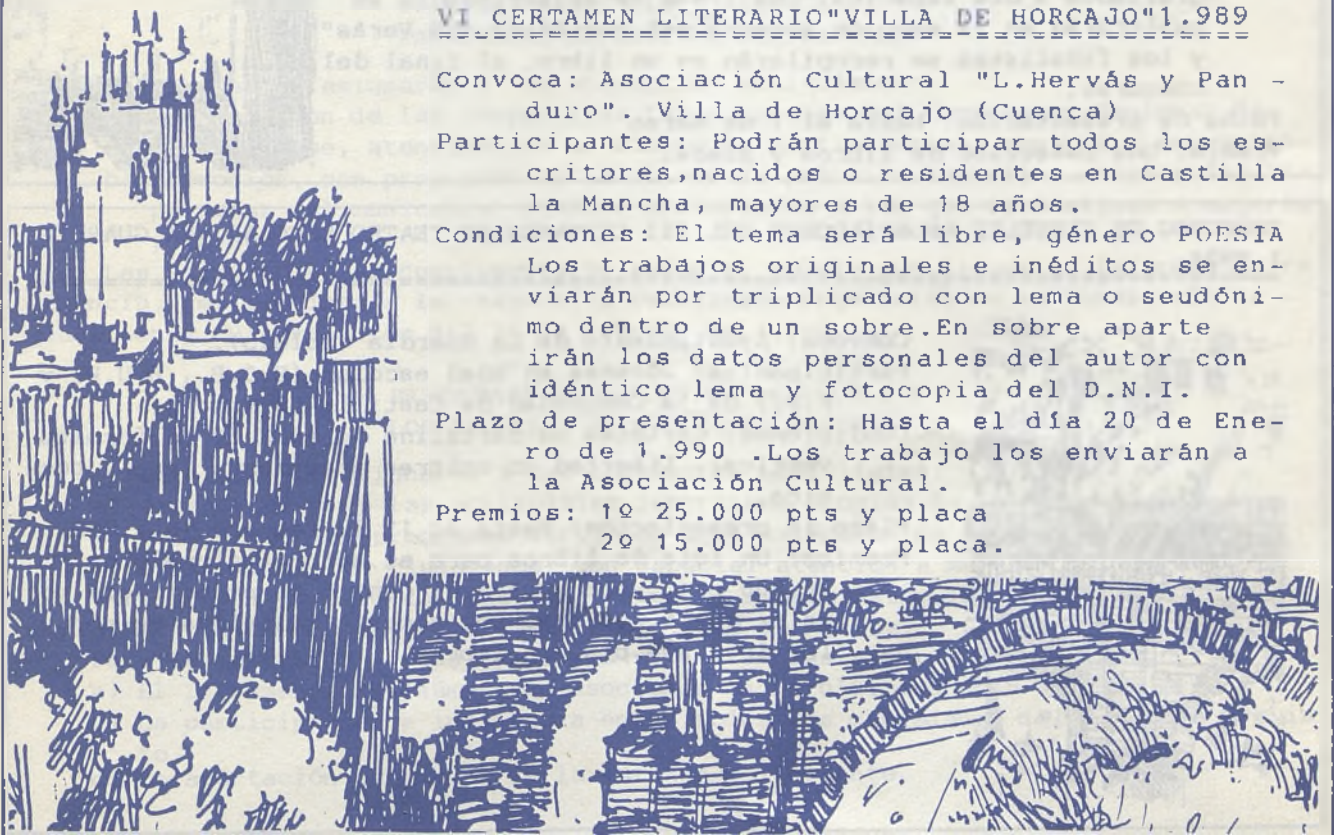 VI CERTAMEN LITERARIO"VILLA DE HORCAJO"1.989
Convoca: Asociación Cultural "L.Hervás y Pan -
duro". Villa de Horcajo (Cuenca)
Participantes: Podrán participar todos los es-
critores,nacidos o residentes en Castilla
la Mancha, mayores de 18 años.
Condiciones: El tema será libre, género POESIA
Los trabajos originales e inéditos se en-
viarán por triplicado con lema o seudóni-
mo dentro de un sobre.En sobre aparte
irán los datos personales del autor con
idéntico lema y fotocopia del D.N.I.
Plazo de presentación: Hasta el día 20 de Ene-
ro de 1.990 .Los trabajo los enviarán a
la Asociación Cultural.
Premios: 1º 25.000 pts y placa
2º 15.000 pts y placa.